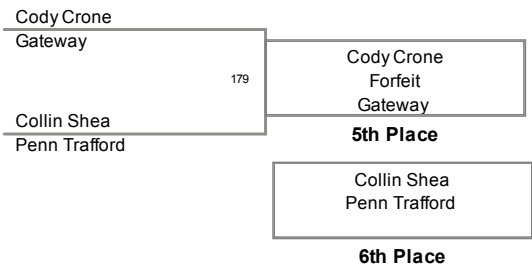 Cody Crone
Gateway
179
Collin Shea
Penn Trafford
Cody Crone
Forfeit
Gateway
5th Place
Collin Shea
Penn Trafford
6th Place